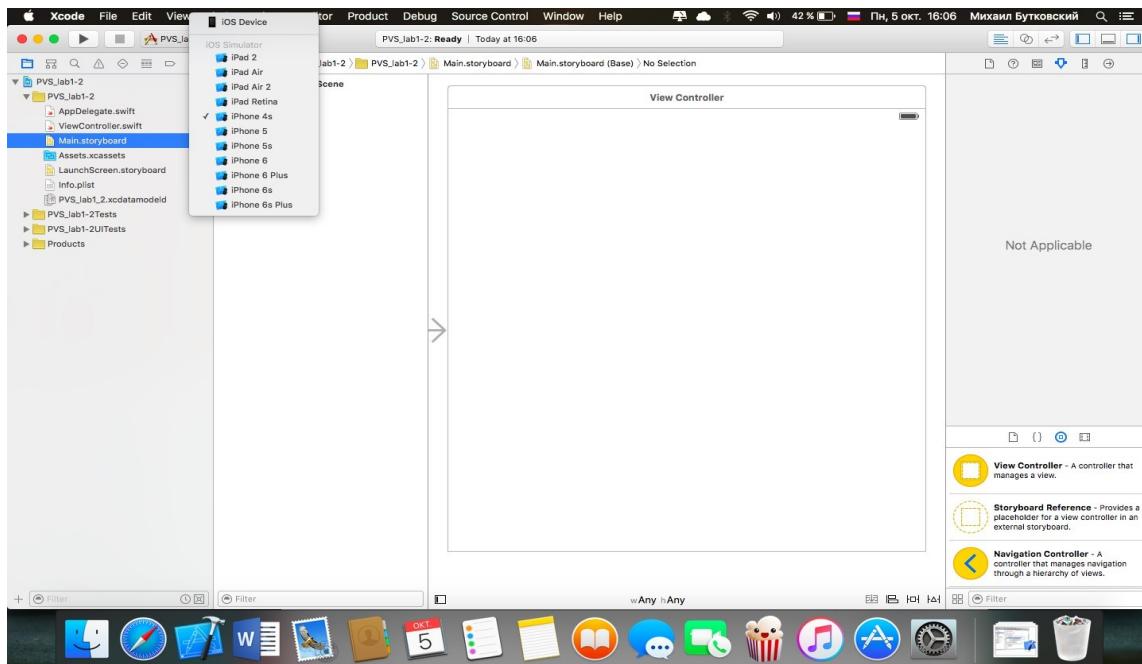 Xcode File Edit View Product Debug Source Control Window Help 42 % Пн, 5 окт. 16:06 Михаил Бутковский
iOS Device
iOS Simulator
iPad 2
iPad Air
iPad Air 2
iPad Retina
✓ iPhone 4s
iPhone 5
iPhone 5s
iPhone 6
iPhone 6 Plus
iPhone 6s
iPhone 6s Plus
PVS_lab1-2: Ready | Today at 16:06
PVS_lab1-2 〉 Main.storyboard 〉 Main.storyboard (Base) 〉 No Selection
PVS_lab1-2
PVS_lab1-2
AppDelegate.swift
ViewController.swift
Main.storyboard
Assets.xcassets
LaunchScreen.storyboard
Info.plist
PVS_lab1_2.xcdatamodeld
PVS_lab1-2Tests
PVS_lab1-2UITests
Products
Scene
View Controller
Not Applicable
View Controller - A controller that
manages a view.
Storyboard Reference - Provides a
placeholder for a view controller in an
external storyboard.
Navigation Controller - A
controller that manages navigation
through a hierarchy of views.
Filter
Filter
wAny hAny
Filter
W
ОКТ
5